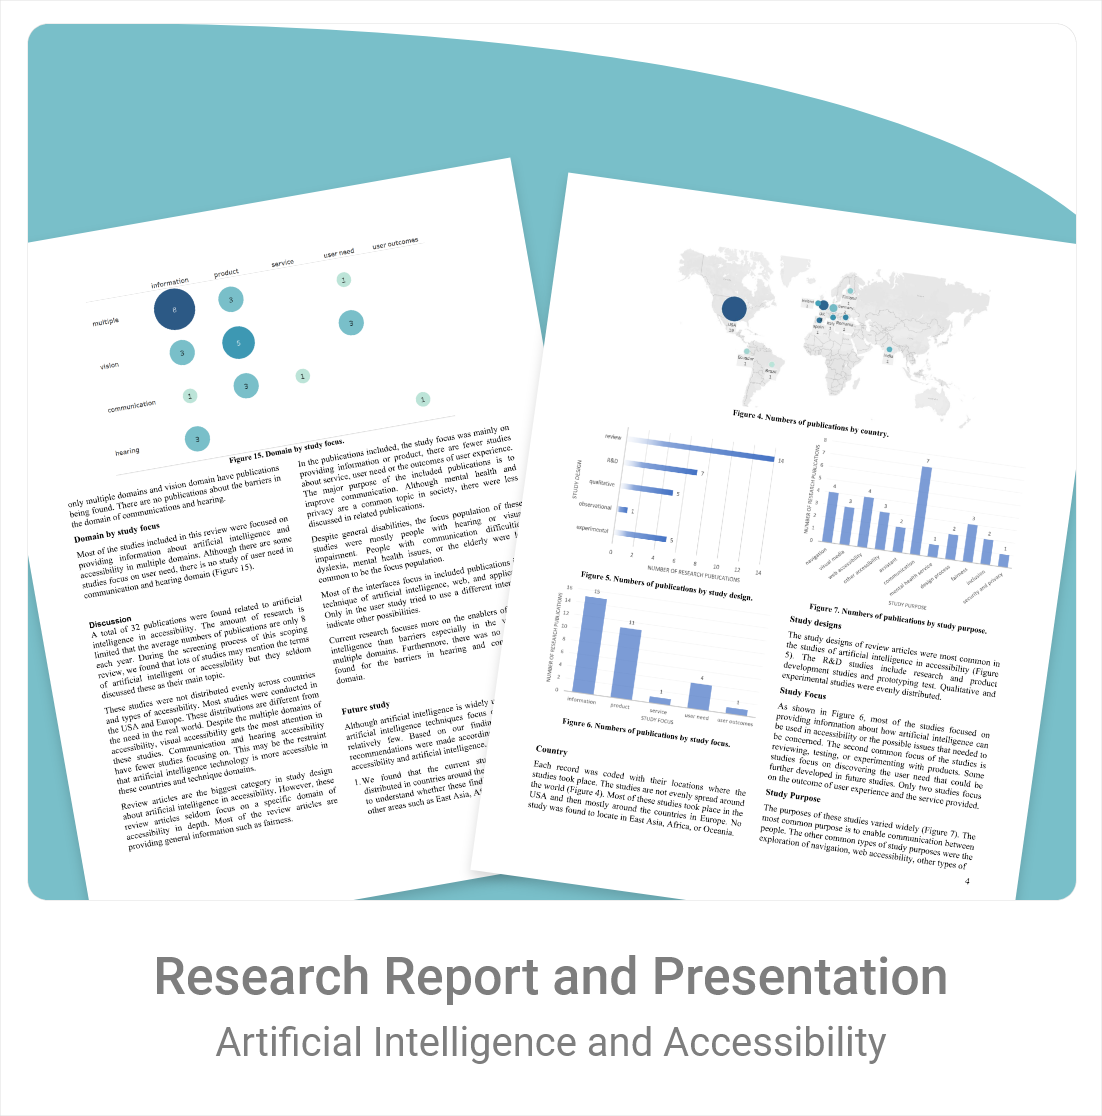 information
product
service
user need
user outcomes
multiple
8
3
1
vision
3
5
3
communication
1
3
1
1
hearing
3
Figure 15. Domain by study focus.
only multiple domains and vision domain have publications
being found. There are no publications about the barriers in
the domain of communications and hearing.
Domain by study focus
Most of the studies included in this review were focused on
providing information about artificial intelligence and
accessibility in multiple domains. Although there are some
studies focus on user need, there is no study of user need in
communication and hearing domain (Figure 15).
Discussion
A total of 32 publications were found related to artificial
intelligence in accessibility. The amount of research is
limited that the average numbers of publications are only 8
each year. During the screening process of this scoping
review, we found that lots of studies may mention the terms
of artificial intelligent or accessibility but they seldom
discussed these as their main topic.
These studies were not distributed evenly across countries
and types of accessibility. Most studies were conducted in
the USA and Europe. These distributions are different from
the need in the real world. Despite the multiple domains of
accessibility, visual accessibility gets the most attention in
these studies. Communication and hearing accessibility
have fewer studies focusing on. This may be the restraint
that artificial intelligence technology is more accessible in
these countries and technique domains.
Review articles are the biggest category in study design
about artificial intelligence in accessibility. However, these
review articles seldom focus on a specific domain of
accessibility in depth. Most of the review articles are
providing general information such as fairness.
In the publications included, the study focus was mainly on
providing information or product, there are fewer studies
about service, user need or the outcomes of user experience.
The major purpose of the included publications is to
improve communication. Although mental health and
privacy are a common topic in society, there were less
discussed in related publications.
Despite general disabilities, the focus population of these
studies were mostly people with hearing or visu
impairment. People with communication difficultie
dyslexia, mental health issues, or the elderly were l
common to be the focus population.
Most of the interfaces focus in included publications
technique of artificial intelligence, web, and applic
Only in the user study tried to use a different inter
indicate other possibilities.
Current research focuses more on the enablers of
intelligence than barriers especially in the v
multiple domains. Furthermore, there was no
found for the barriers in hearing and con
domain.
Future study
Although artificial intelligence is widely
artificial intelligence techniques focus
relatively few. Based on our findin
recommendations were made accordin
accessibility and artificial intelligence.
1. We found that the current stu
distributed in countries around the
to understand whether these find
other areas such as East Asia, Af
USA
Figure 4. Numbers of publications by country.
STUDY DESIGN
review
14
R&D
7
qualitative
5
observational
1
experimental
5
0 2 4 6 8 10 12 14
NUMBER OF RESEARCH PUBLICATIONS
Figure 5. Numbers of publications by study design.
NUMBER OF RESEARCH PUBLICATIONS
15
11
1
4
1
information
product
service
user need
user outcomes
STUDY FOCUS
Figure 6. Numbers of publications by study focus.
Country
Each record was coded with their locations where the
studies took place. The studies are not evenly spread around
the world (Figure 4). Most of these studies took place in the
USA and then mostly around the countries in Europe. No
study was found to locate in East Asia, Africa, or Oceania.
NUMBER OF RESEARCH PUBLICATIONS
4
3
4
3
2
7
1
2
3
2
1
navigation
visual media
web accessibility
other accessibility
assistant
communication
mental health service
design process
fairness
inclusion
security and privacy
STUDY PURPOSE
Figure 7. Numbers of publications by study purpose.
Study designs
The study designs of review articles were most common in
the studies of artificial intelligence in accessibility (Figure
5). The R&D studies include research and product
development studies and prototyping test. Qualitative and
experimental studies were evenly distributed.
Study Focus
As shown in Figure 6, most of the studies focused on
providing information about how artificial intelligence can
be used in accessibility or the possible issues that needed to
be concerned. The second common focus of the studies is
reviewing, testing, or experimenting with products. Some
studies focus on discovering the user need that could be
further developed in future studies. Only two studies focus
on the outcome of user experience and the service provided.
Study Purpose
The purposes of these studies varied widely (Figure 7). The
most common purpose is to enable communication between
people. The other common types of study purposes were the
exploration of navigation, web accessibility, other types of
4
Research Report and Presentation
Artificial Intelligence and Accessibility